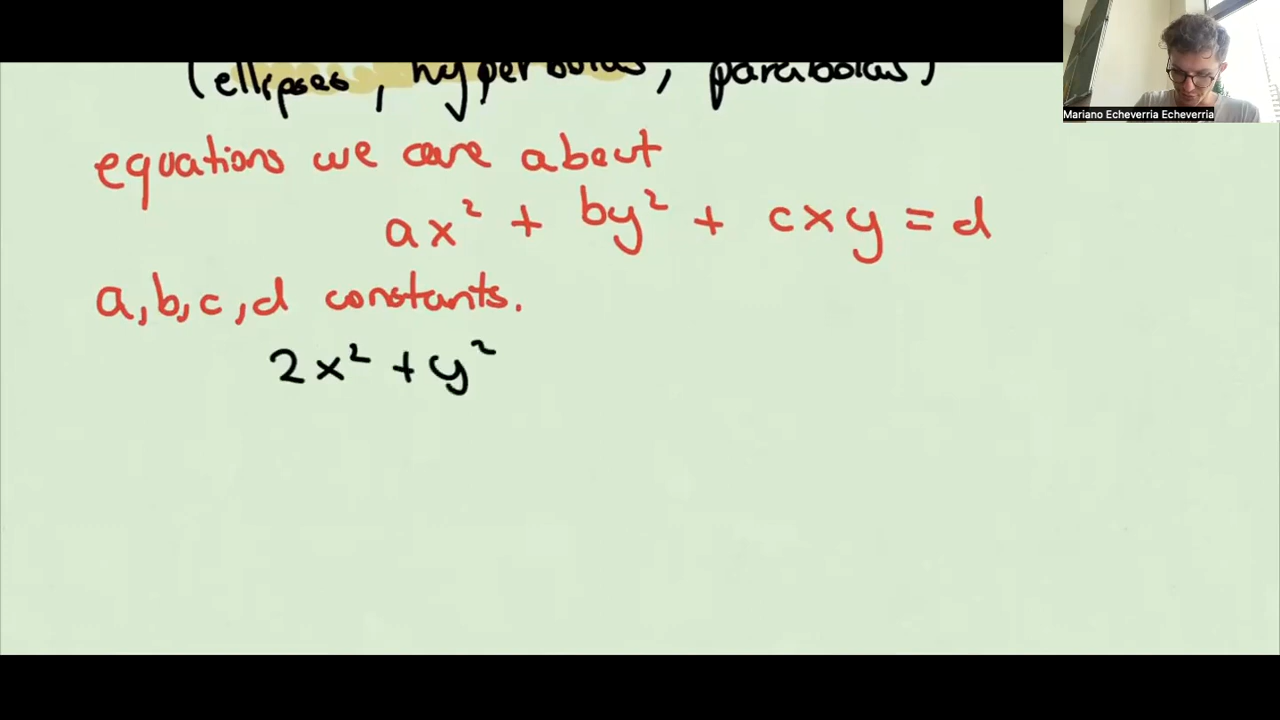 (ellipses, hyperbolas, parabolas)
Mariano Echeverria Echeverria
equations we care about
ax² + by² + cxy = d
a, b, c, d constants.
2x² + y²